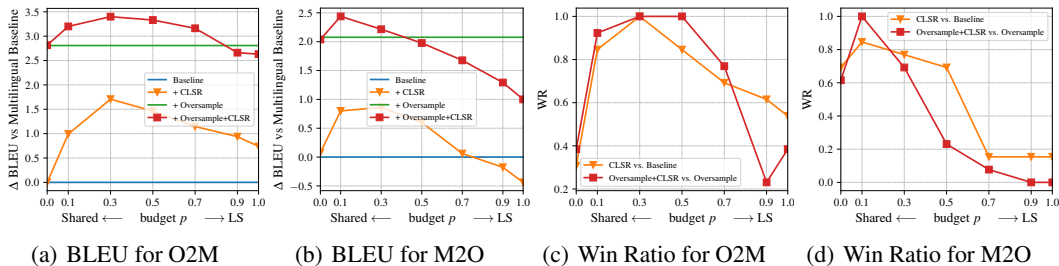 Δ BLEU vs Multilingual Baseline
3.5
3.0
2.5
2.0
1.5
1.0
0.5
0.0
Baseline
+ CLSR
+ Oversample
+ Oversample+CLSR
0.0 0.1 0.3 0.5 0.7 0.9 1.0
Shared ⟵ budget p ⟶ LS
(a) BLEU for O2M
Δ BLEU vs Multilingual Baseline
2.5
2.0
1.5
1.0
0.5
0.0
−0.5
Baseline
+ CLSR
+ Oversample
+ Oversample+CLSR
0.0 0.1 0.3 0.5 0.7 0.9 1.0
Shared ⟵ budget p ⟶ LS
(b) BLEU for M2O
WR
1.0
0.8
0.6
0.4
0.2
CLSR vs. Baseline
Oversample+CLSR vs. Oversample
0.0 0.1 0.3 0.5 0.7 0.9 1.0
Shared ⟵ budget p ⟶ LS
(c) Win Ratio for O2M
WR
1.0
0.8
0.6
0.4
0.2
0.0
CLSR vs. Baseline
Oversample+CLSR vs. Oversample
0.0 0.1 0.3 0.5 0.7 0.9 1.0
Shared ⟵ budget p ⟶ LS
(d) Win Ratio for M2O